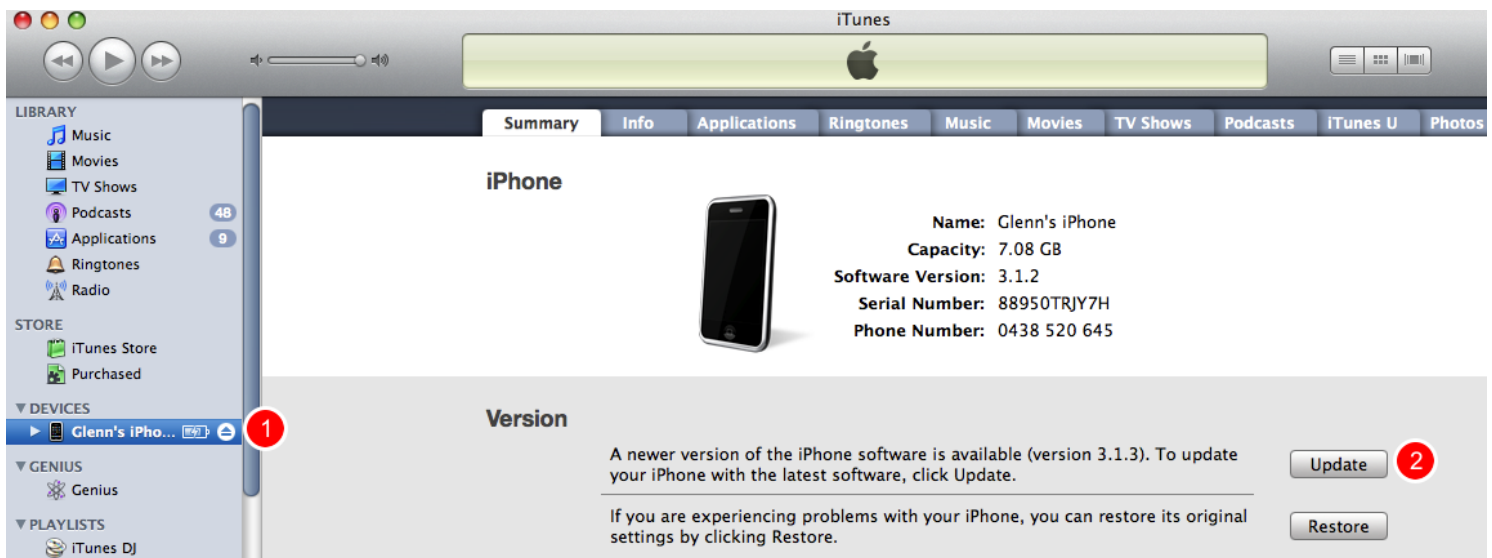 iTunes
LIBRARY
Music
Movies
TV Shows
Podcasts 48
Applications 9
Ringtones
Radio
STORE
iTunes Store
Purchased
DEVICES
Glenn's iPho... 1
GENIUS
Genius
PLAYLISTS
iTunes DJ
Summary Info Applications Ringtones Music Movies TV Shows Podcasts iTunes U Photos
iPhone
Name: Glenn's iPhone
Capacity: 7.08 GB
Software Version: 3.1.2
Serial Number: 88950TRJY7H
Phone Number: 0438 520 645
Version
A newer version of the iPhone software is available (version 3.1.3). To update
your iPhone with the latest software, click Update.
Update 2
If you are experiencing problems with your iPhone, you can restore its original
settings by clicking Restore.
Restore